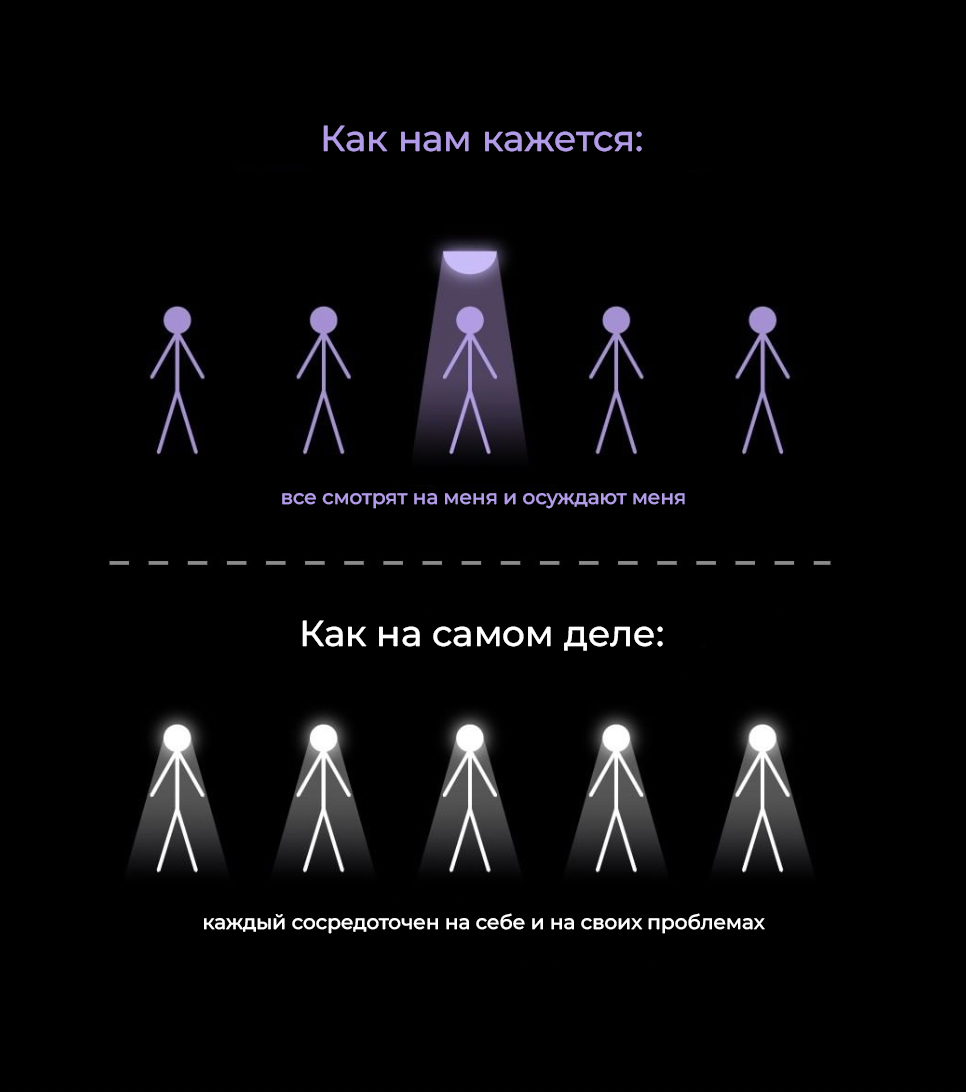 Как нам кажется:
все смотрят на меня и осуждают меня
Как на самом деле:
каждый сосредоточен на себе и на своих проблемах